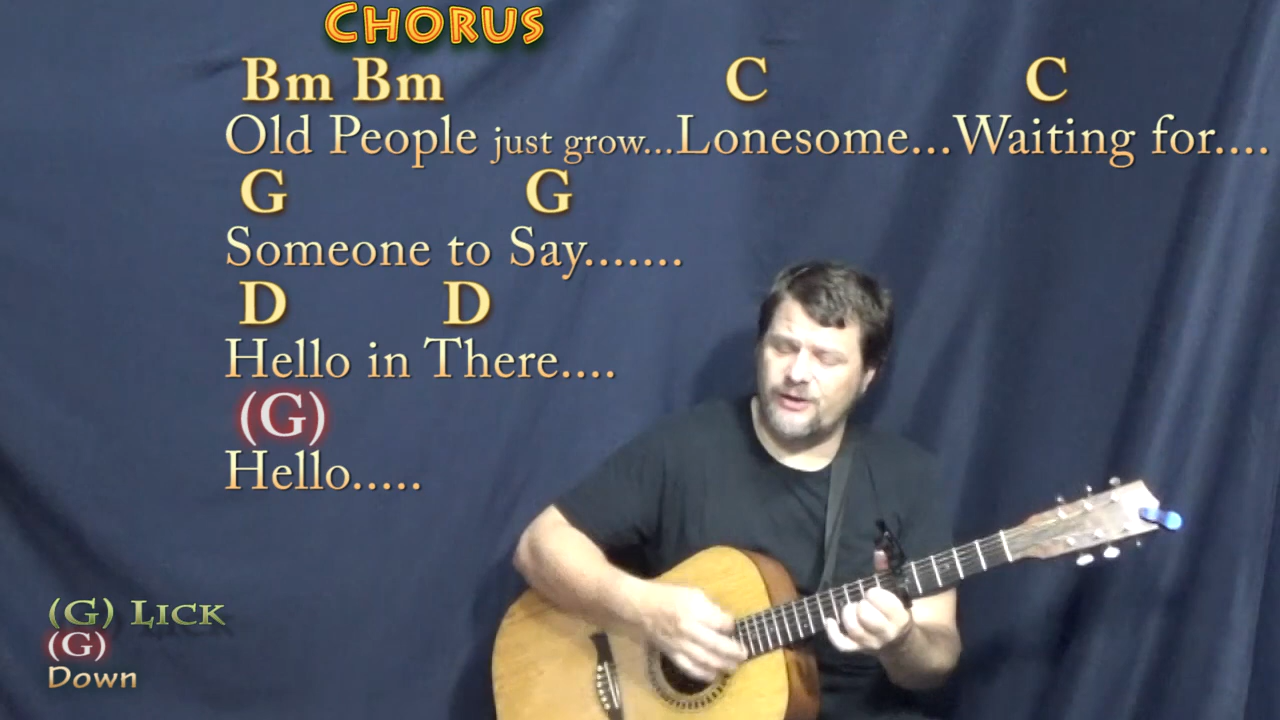 CHORUS
Bm Bm C C
Old People just grow...Lonesome...Waiting for....
G G
Someone to Say.......
D D
Hello in There....
(G)
Hello.....
(G) LICK
(G)
Down